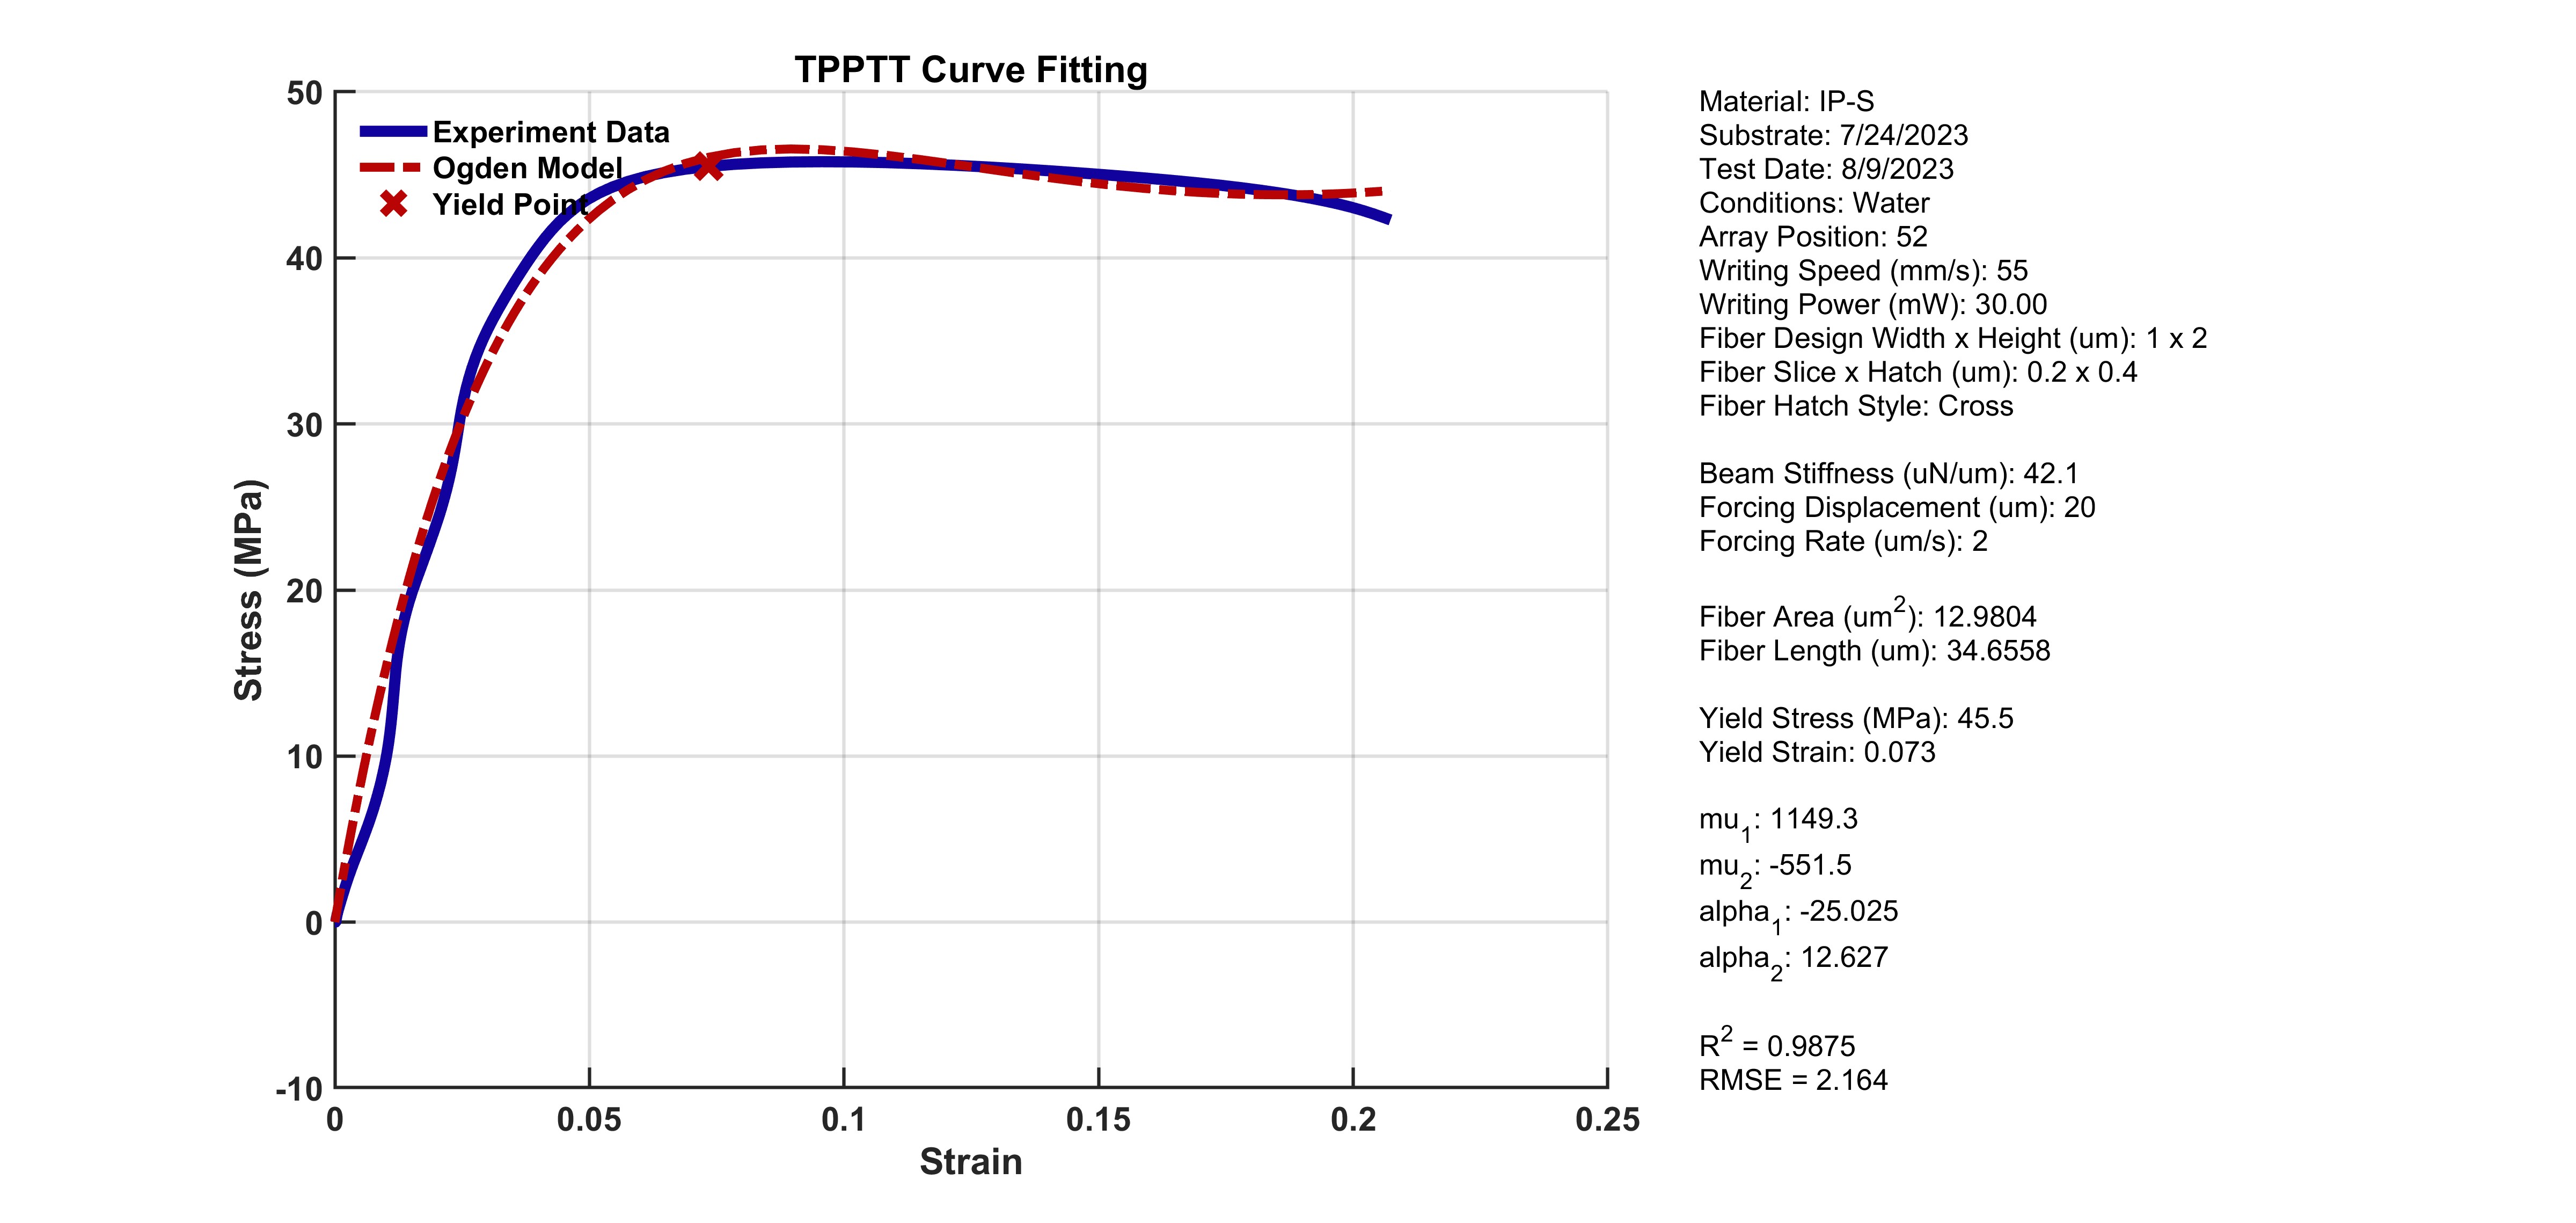 TPPTT Curve Fitting
50
40
30
20
10
0
-10
Stress (MPa)
Experiment Data
Ogden Model
Yield Point
0
0.05
0.1
0.15
0.2
0.25
Strain
Material: IP-S
Substrate: 7/24/2023
Test Date: 8/9/2023
Conditions: Water
Array Position: 52
Writing Speed (mm/s): 55
Writing Power (mW): 30.00
Fiber Design Width x Height (um): 1 x 2
Fiber Slice x Hatch (um): 0.2 x 0.4
Fiber Hatch Style: Cross
Beam Stiffness (uN/um): 42.1
Forcing Displacement (um): 20
Forcing Rate (um/s): 2
Fiber Area (um²): 12.9804
Fiber Length (um): 34.6558
Yield Stress (MPa): 45.5
Yield Strain: 0.073
mu₁: 1149.3
mu₂: -551.5
alpha₁: -25.025
alpha₂: 12.627
R² = 0.9875
RMSE = 2.164